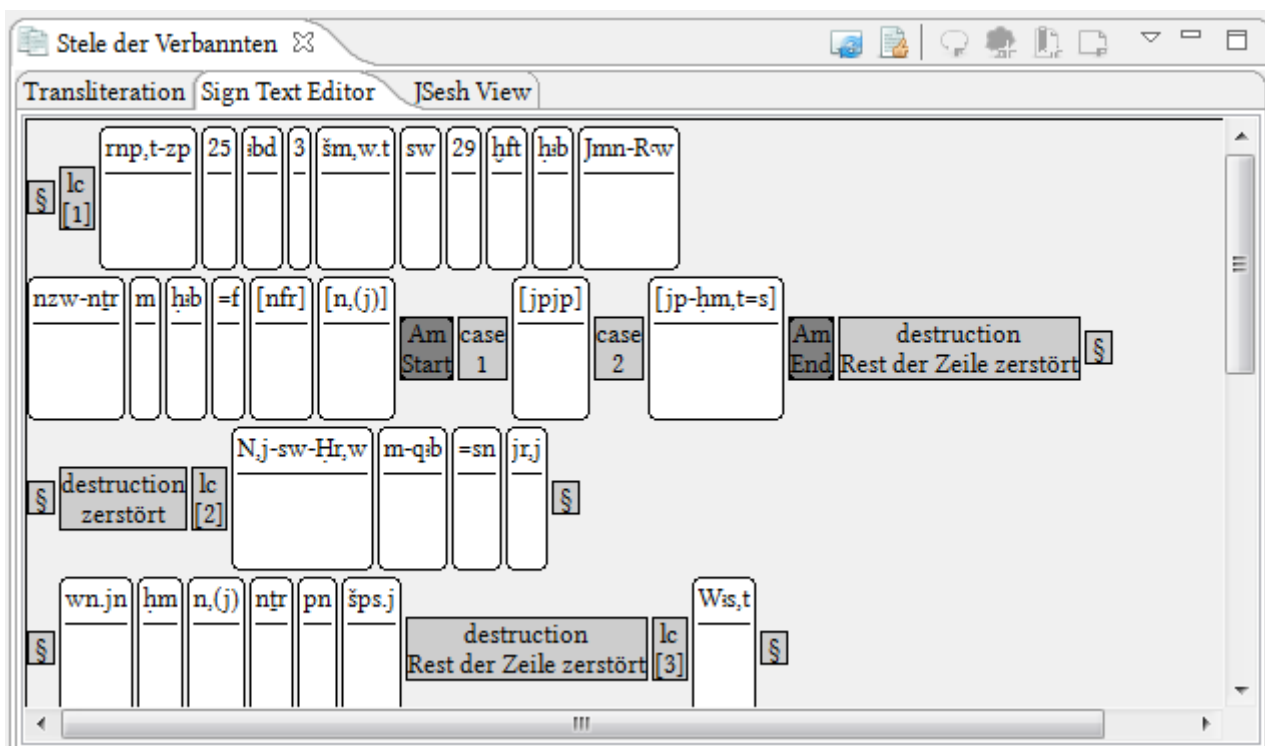 Stele der Verbannten
Transliteration Sign Text Editor JSesh View
§ lc [1] rnp,t-zp 25 ꜣbd 3 šm,w.t sw 29 ḫft ḥꜣb Jmn-Rꜥw
nzw-nṯr m ḥꜣb =f [nfr] [n,(j)] Am Start case 1 [jpjp] case 2 [jp-ḥm,t=s] Am End destruction Rest der Zeile zerstört §
§ destruction zerstört lc [2] N,j-sw-Ḥr,w m-qꜣb =sn jr,j §
§ wn.jn ḥm n,(j) nṯr pn šps.j destruction Rest der Zeile zerstört lc [3] Wꜣs,t §